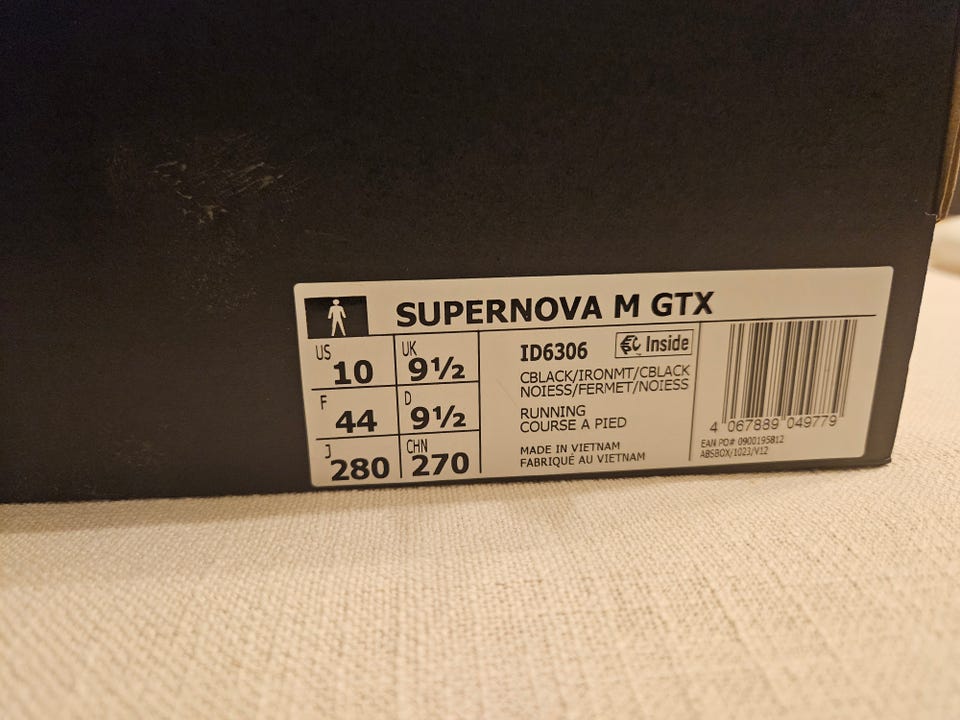 SUPERNOVA M GTX
US 10 UK 9½
F 44 D 9½
J 280 CHN 270
ID6306 Inside
CBLACK/IRONMT/CBLACK
NOIESS/FERMET/NOIESS
RUNNING
COURSE A PIED
MADE IN VIETNAM
FABRIQUÉ AU VIETNAM
4 067889 049779
EAN PO# 0900195812
ABSBOX/1023/V12